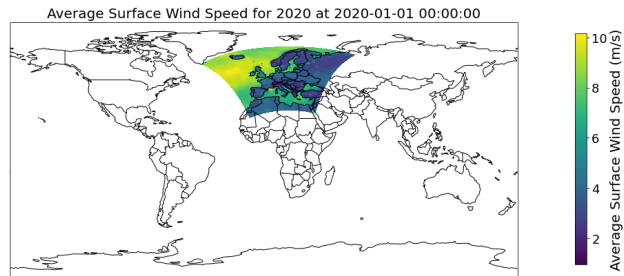 Average Surface Wind Speed for 2020 at 2020-01-01 00:00:00
10
8
6
4
2
Average Surface Wind Speed (m/s)